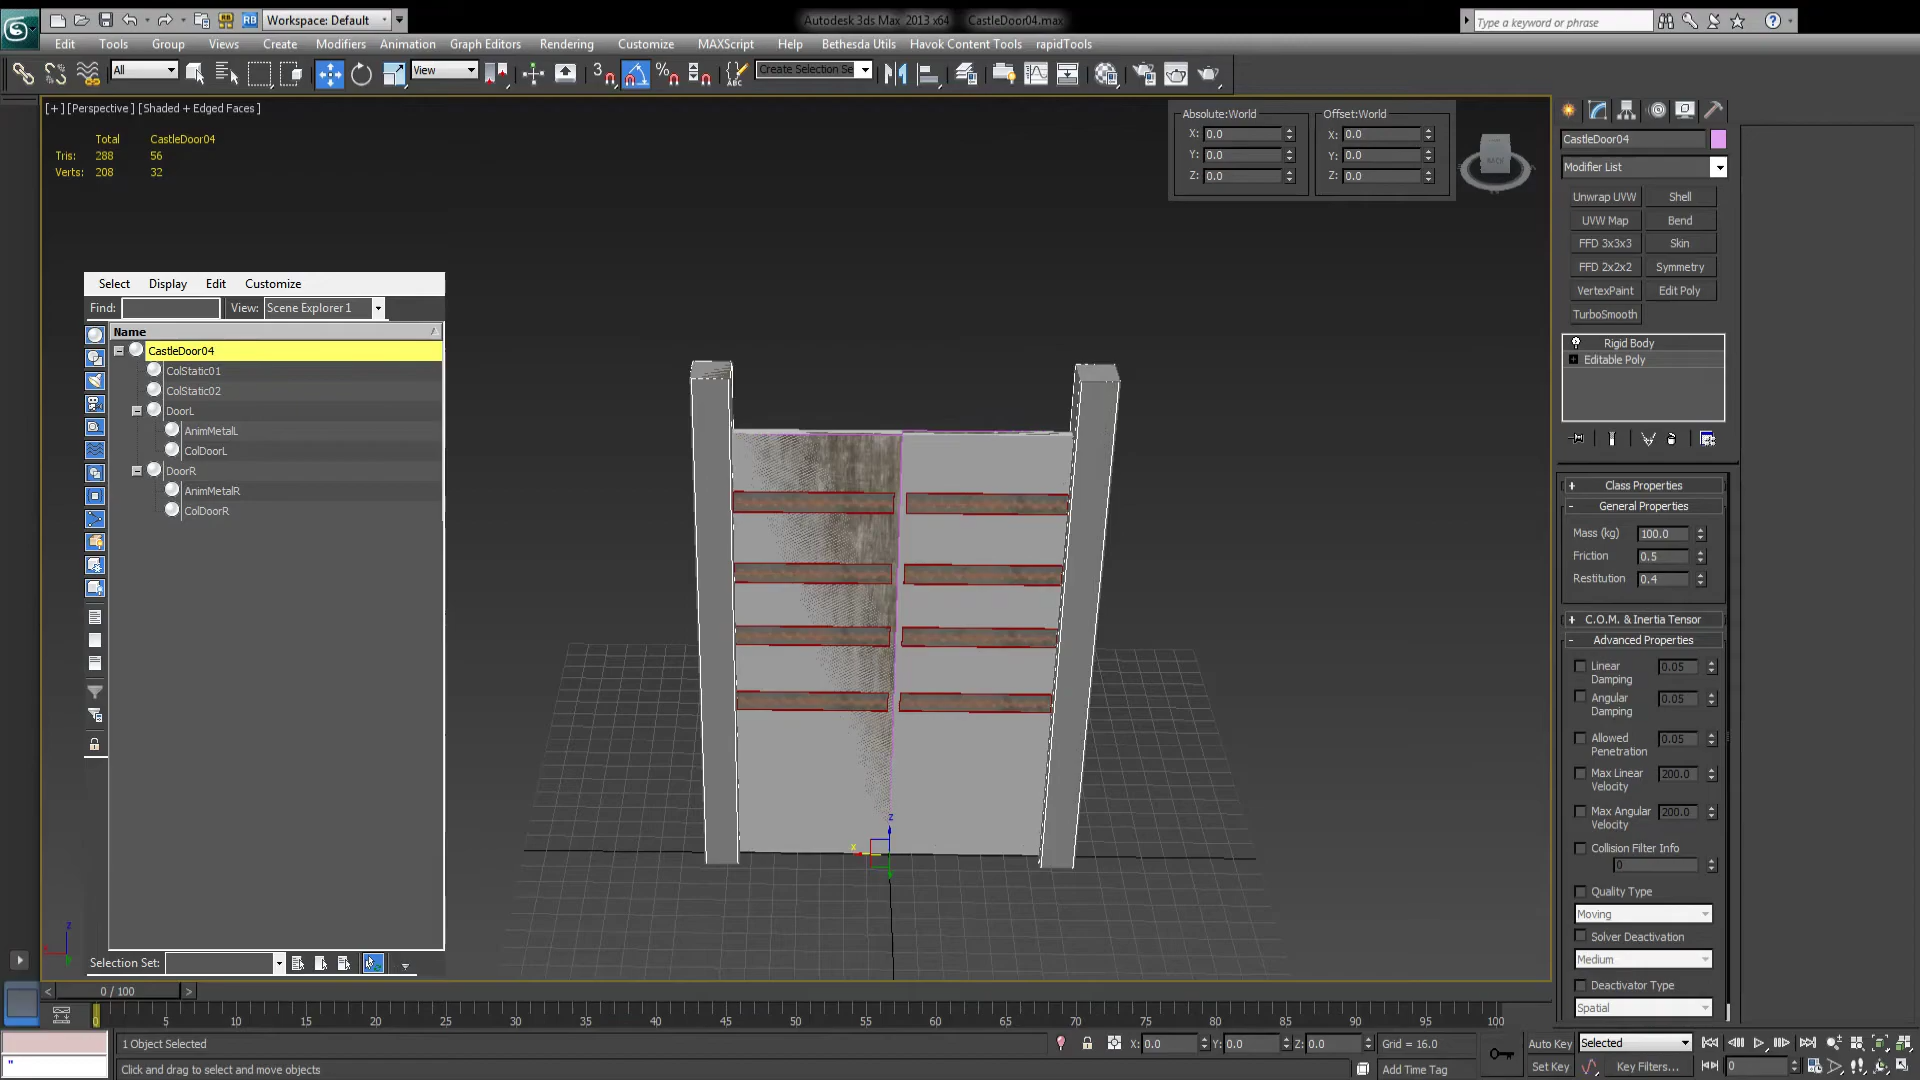 Workspace: Default
Autodesk 3ds Max 2013 x64 CastleDoor04.max
Type a keyword or phrase
Edit Tools Group Views Create Modifiers Animation Graph Editors Rendering Customize MAXScript Help Bethesda Utils Havok Content Tools rapidTools
All View Create Selection Se
[+] [Perspective] [Shaded + Edged Faces]
Total CastleDoor04
Tris: 288 56
Verts: 208 32
Absolute:World Offset:World
X: 0.0 X: 0.0
Y: 0.0 Y: 0.0
Z: 0.0 Z: 0.0
Select Display Edit Customize
Find: View: Scene Explorer 1
Name
CastleDoor04
ColStatic01
ColStatic02
DoorL
AnimMetalL
ColDoorL
DoorR
AnimMetalR
ColDoorR
Selection Set:
z
x
z
CastleDoor04
Modifier List
Unwrap UVW Shell
UVW Map Bend
FFD 3x3x3 Skin
FFD 2x2x2 Symmetry
VertexPaint Edit Poly
TurboSmooth
Rigid Body
Editable Poly
+ Class Properties
- General Properties
Mass (kg) 100.0
Friction 0.5
Restitution 0.4
+ C.O.M. & Inertia Tensor
- Advanced Properties
Linear Damping 0.05
Angular Damping 0.05
Allowed Penetration 0.05
Max Linear Velocity 200.0
Max Angular Velocity 200.0
Collision Filter Info
0
Quality Type
Moving
Solver Deactivation
Medium
Deactivator Type
Spatial
< 0 / 100 >
0 5 10 15 20 25 30 35 40 45 50 55 60 65 70 75 80 85 90 95 100
1 Object Selected X: 0.0 Y: 0.0 Z: 0.0 Grid = 16.0 Auto Key Selected
Click and drag to select and move objects Add Time Tag Set Key Key Filters... 0